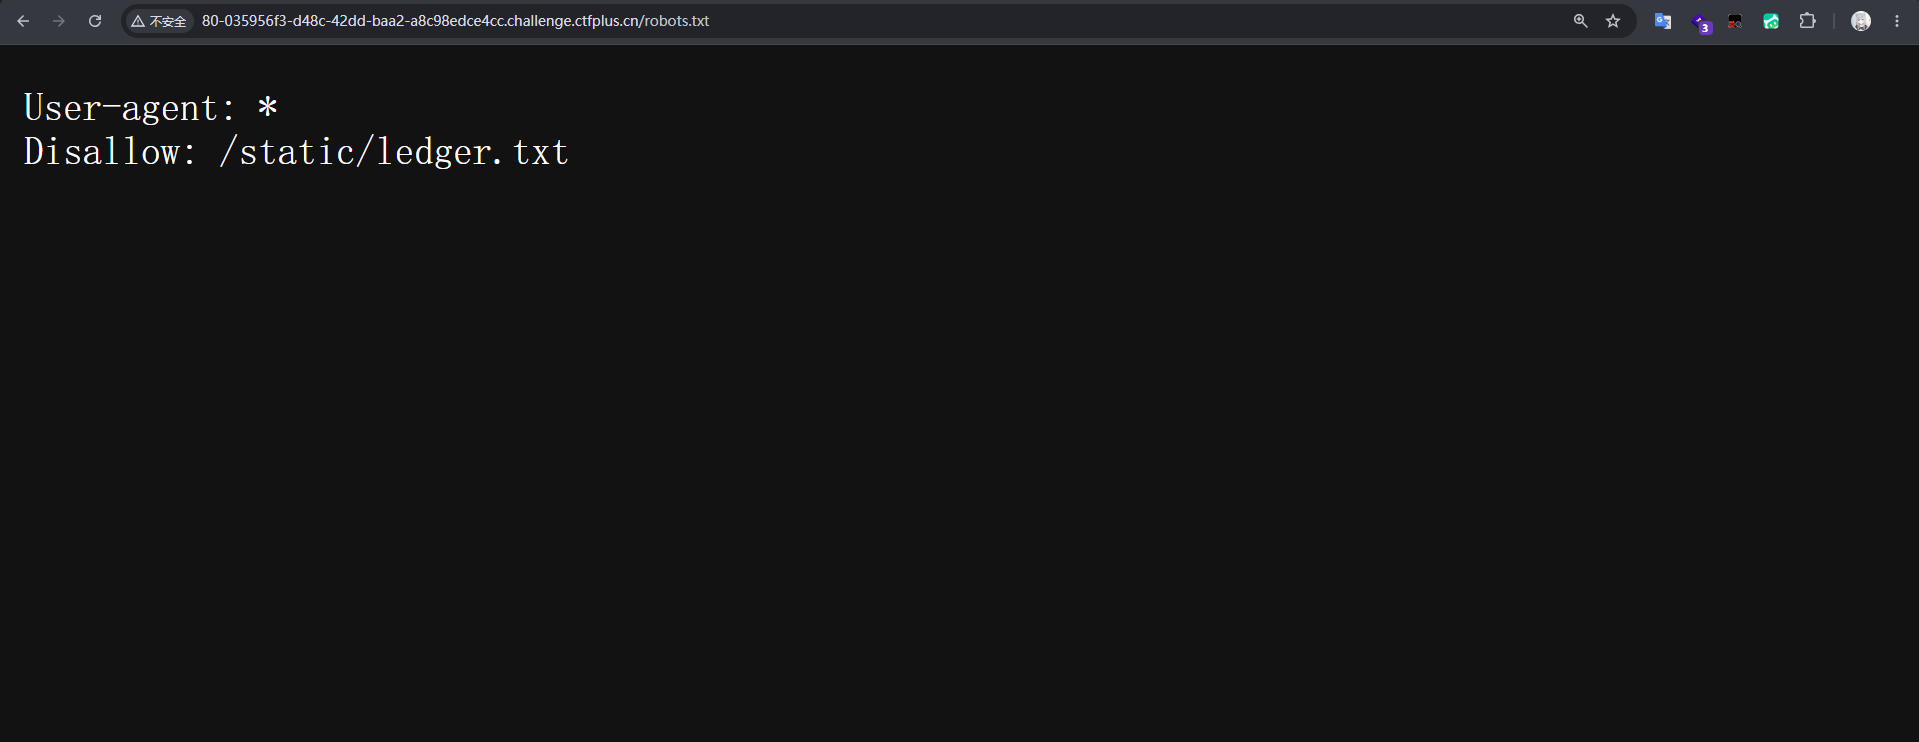 不安全
80-035956f3-d48c-42dd-baa2-a8c98edce4cc.challenge.ctfplus.cn/robots.txt
3
User-agent: *
Disallow: /static/ledger.txt